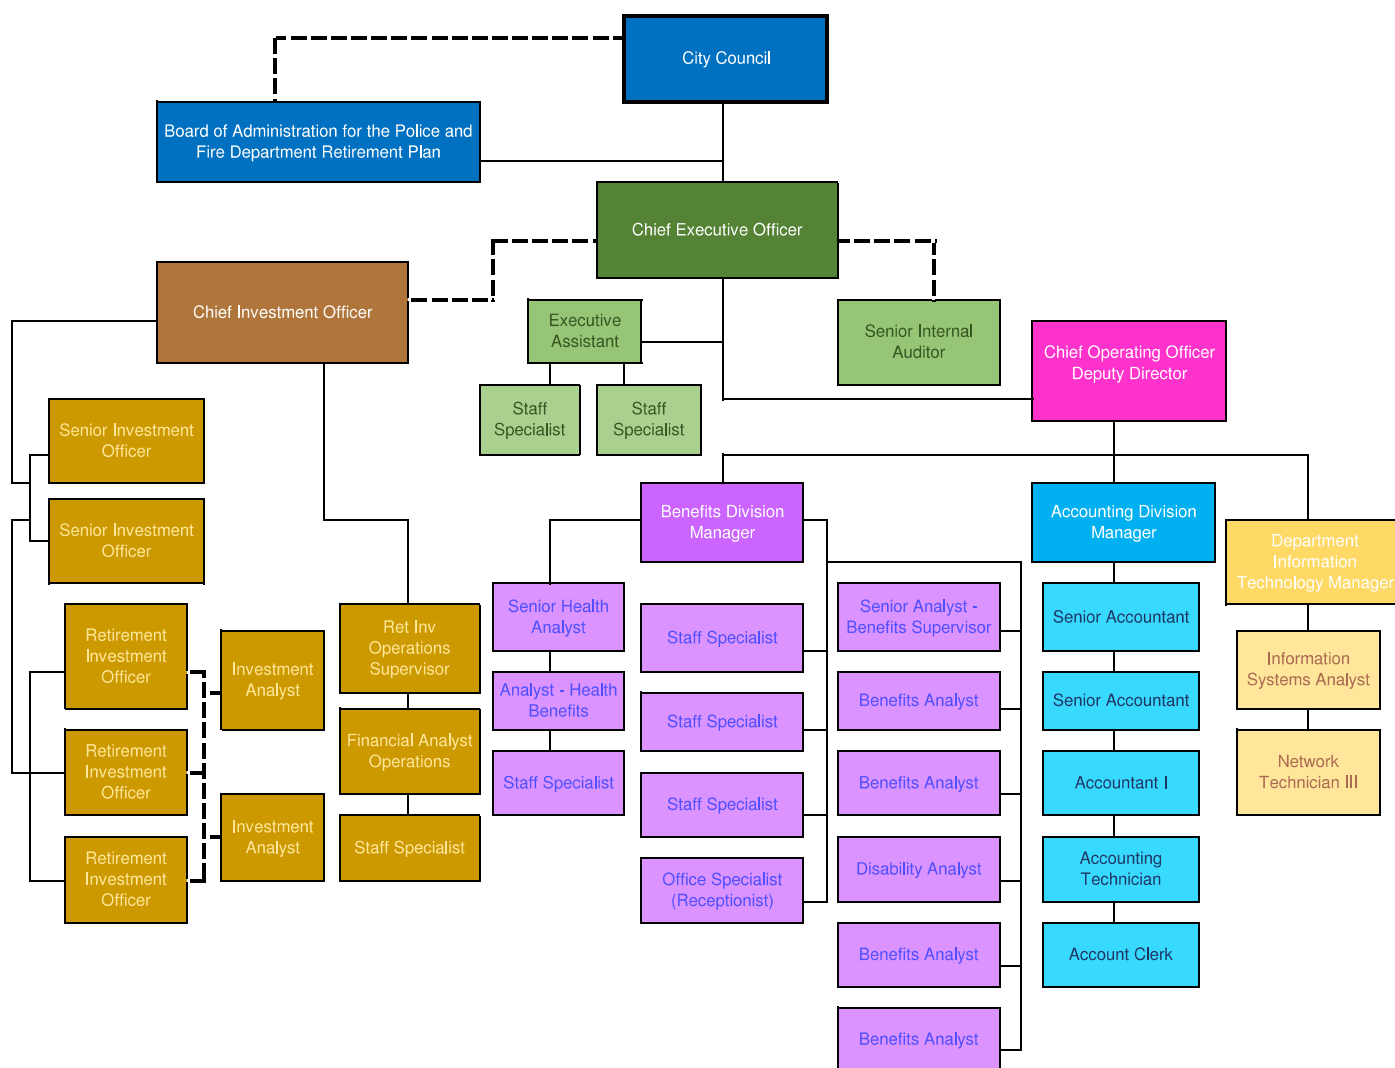 City Council
Board of Administration for the Police and
Fire Department Retirement Plan
Chief Executive Officer
Chief Investment Officer
Executive
Assistant
Senior Internal
Auditor
Chief Operating Officer
Deputy Director
Staff
Specialist
Staff
Specialist
Senior Investment
Officer
Senior Investment
Officer
Retirement
Investment
Officer
Retirement
Investment
Officer
Retirement
Investment
Officer
Investment
Analyst
Investment
Analyst
Ret Inv
Operations
Supervisor
Financial Analyst
Operations
Staff Specialist
Benefits Division
Manager
Senior Health
Analyst
Analyst - Health
Benefits
Staff Specialist
Staff Specialist
Staff Specialist
Staff Specialist
Office Specialist
(Receptionist)
Senior Analyst -
Benefits Supervisor
Benefits Analyst
Benefits Analyst
Disability Analyst
Benefits Analyst
Benefits Analyst
Accounting Division
Manager
Senior Accountant
Senior Accountant
Accountant I
Accounting
Technician
Account Clerk
Department
Information
Technology Manager
Information
Systems Analyst
Network
Technician III